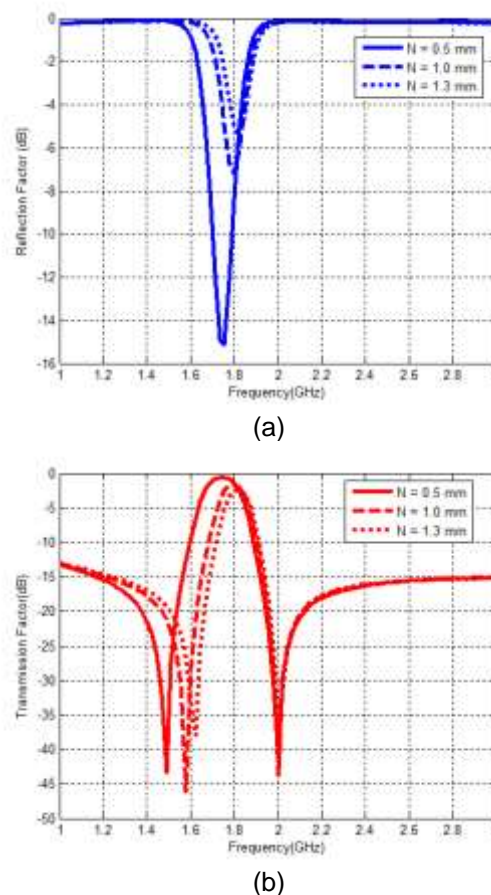 0
-2
-4
-6
-8
-10
-12
-14
-16
Reflection Factor (dB)
N = 0.5 mm
N = 1.0 mm
N = 1.3 mm
1 1.2 1.4 1.6 1.8 2 2.2 2.4 2.6 2.8
Frequency(GHz)
(a)
0
-5
-10
-15
-20
-25
-30
-35
-40
-45
-50
Transmission Factor(dB)
N = 0.5 mm
N = 1.0 mm
N = 1.3 mm
1 1.2 1.4 1.6 1.8 2 2.2 2.4 2.6 2.8
Frequency(GHz)
(b)